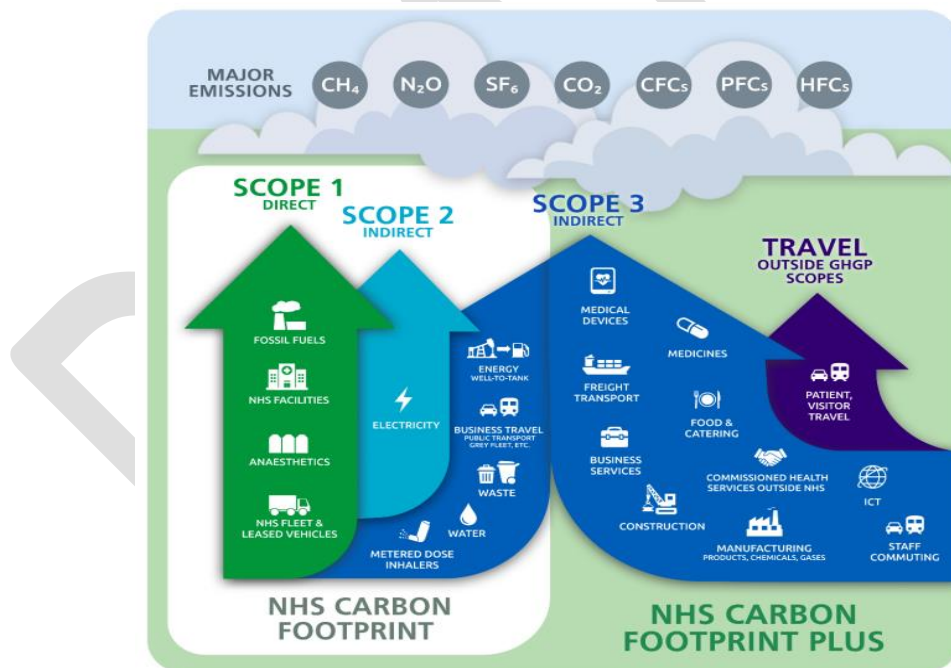 MAJOR
EMISSIONS
CH₄
N₂O
SF₆
CO₂
CFCs
PFCs
HFCs
SCOPE 1
DIRECT
FOSSIL FUELS
NHS FACILITIES
ANAESTHETICS
NHS FLEET &
LEASED VEHICLES
SCOPE 2
INDIRECT
ELECTRICITY
SCOPE 3
INDIRECT
ENERGY
WELL-TO-TANK
BUSINESS TRAVEL
PUBLIC TRANSPORT
GREY FLEET, ETC.
WASTE
WATER
METERED DOSE
INHALERS
MEDICAL
DEVICES
MEDICINES
FREIGHT
TRANSPORT
FOOD &
CATERING
BUSINESS
SERVICES
COMMISSIONED HEALTH
SERVICES OUTSIDE NHS
ICT
CONSTRUCTION
MANUFACTURING
PRODUCTS, CHEMICALS, GASES
STAFF
COMMUTING
TRAVEL
OUTSIDE GHGP
SCOPES
PATIENT,
VISITOR
TRAVEL
NHS CARBON
FOOTPRINT
NHS CARBON
FOOTPRINT PLUS